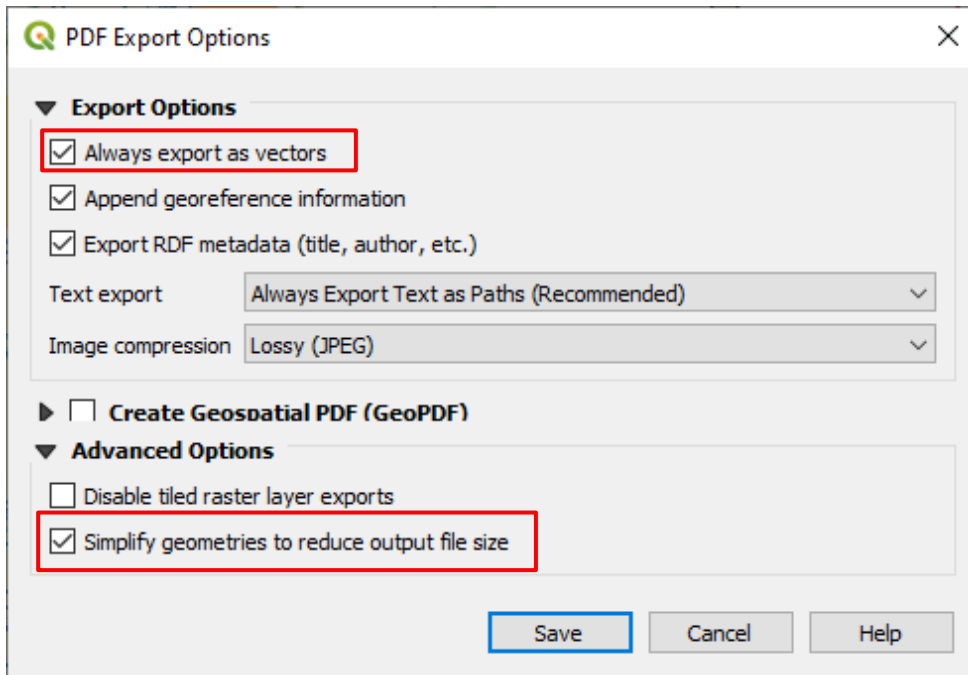 PDF Export Options
Export Options
Always export as vectors
Append georeference information
Export RDF metadata (title, author, etc.)
Text export Always Export Text as Paths (Recommended)
Image compression Lossy (JPEG)
Create Geospatial PDF (GeoPDF)
Advanced Options
Disable tiled raster layer exports
Simplify geometries to reduce output file size
Save Cancel Help